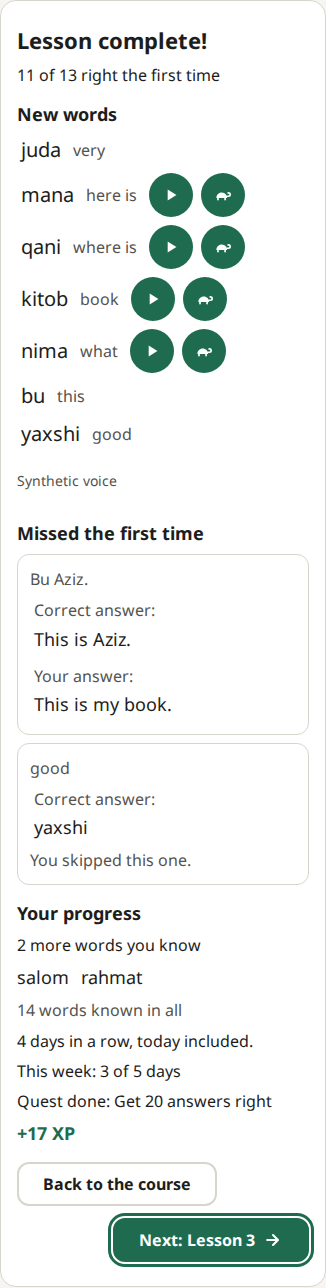 Lesson complete!
11 of 13 right the first time
New words
juda very
mana here is
qani where is
kitob book
nima what
bu this
yaxshi good
Synthetic voice
Missed the first time
Bu Aziz.
Correct answer:
This is Aziz.
Your answer:
This is my book.
good
Correct answer:
yaxshi
You skipped this one.
Your progress
2 more words you know
salom rahmat
14 words known in all
4 days in a row, today included.
This week: 3 of 5 days
Quest done: Get 20 answers right
+17 XP
Back to the course
Next: Lesson 3 →